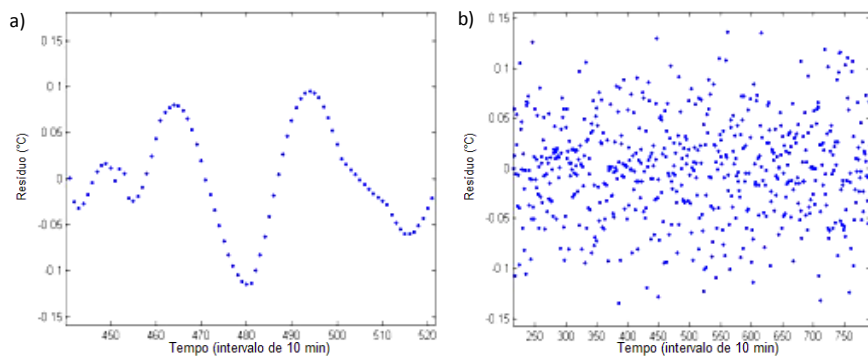 a)
0.15
0.1
0.05
0
-0.05
-0.1
-0.15
Resíduo (°C)
450 460 470 480 490 500 510 520
Tempo (intervalo de 10 min)
b)
0.15
0.1
0.05
0
-0.05
-0.1
-0.15
Resíduo (°C)
250 300 350 400 450 500 550 600 650 700 750
Tempo (intervalo de 10 min)